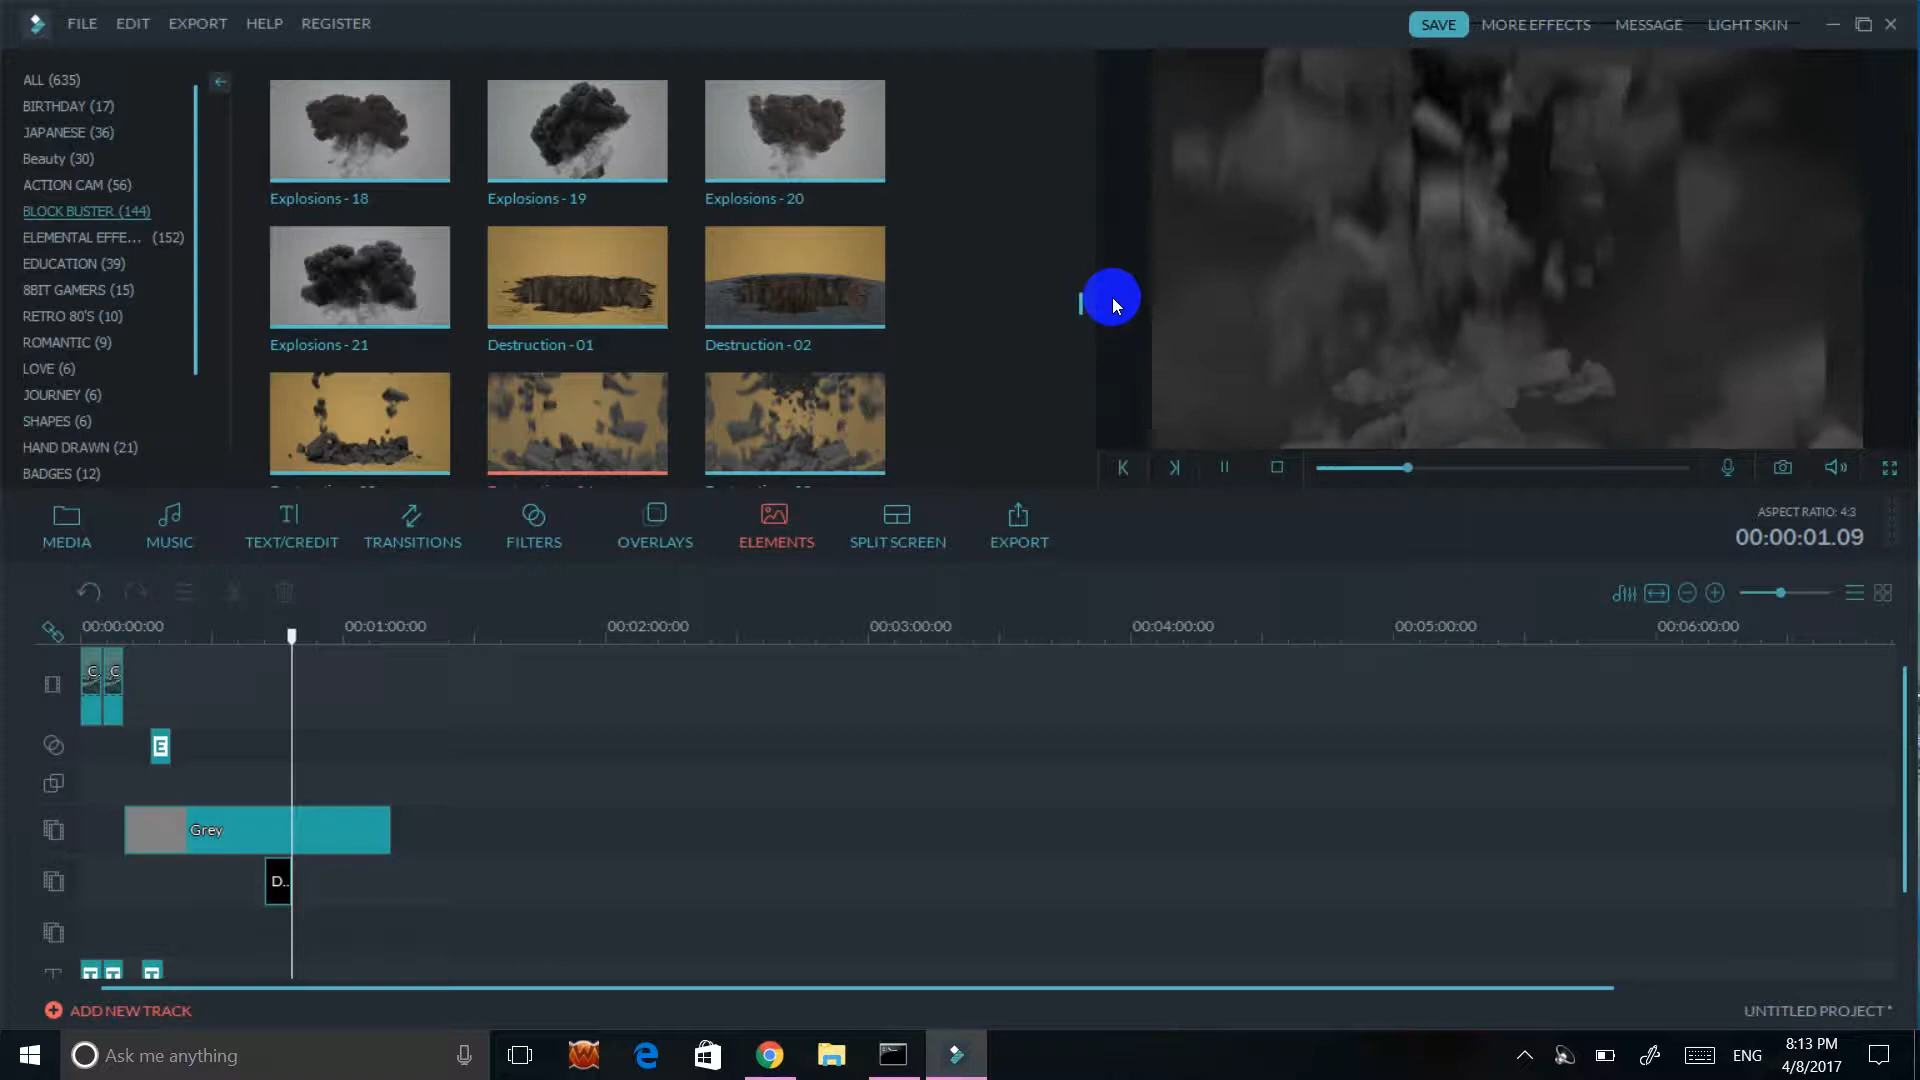 FILE EDIT EXPORT HELP REGISTER
SAVE MORE EFFECTS MESSAGE LIGHT SKIN
ALL (635)
BIRTHDAY (17)
JAPANESE (36)
Beauty (30)
ACTION CAM (56)
BLOCK BUSTER (144)
ELEMENTAL EFFE... (152)
EDUCATION (39)
8BIT GAMERS (15)
RETRO 80'S (10)
ROMANTIC (9)
LOVE (6)
JOURNEY (6)
SHAPES (6)
HAND DRAWN (21)
BADGES (12)
Explosions - 18 Explosions - 19 Explosions - 20
Explosions - 21 Destruction - 01 Destruction - 02
MEDIA MUSIC TEXT/CREDIT TRANSITIONS FILTERS OVERLAYS ELEMENTS SPLIT SCREEN EXPORT
ASPECT RATIO: 4:3
00:00:01.09
00:00:00:00 00:01:00:00 00:02:00:00 00:03:00:00 00:04:00:00 00:05:00:00 00:06:00:00
C C
E
Grey
D..
T T T
ADD NEW TRACK
UNTITLED PROJECT *
Ask me anything
ENG
8:13 PM
4/8/2017